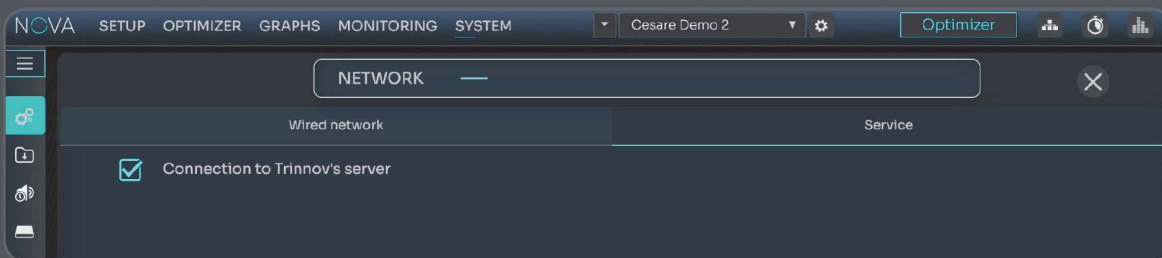 NOVA SETUP OPTIMIZER GRAPHS MONITORING SYSTEM Cesare Demo 2 Optimizer
NETWORK
Wired network Service
Connection to Trinnov's server